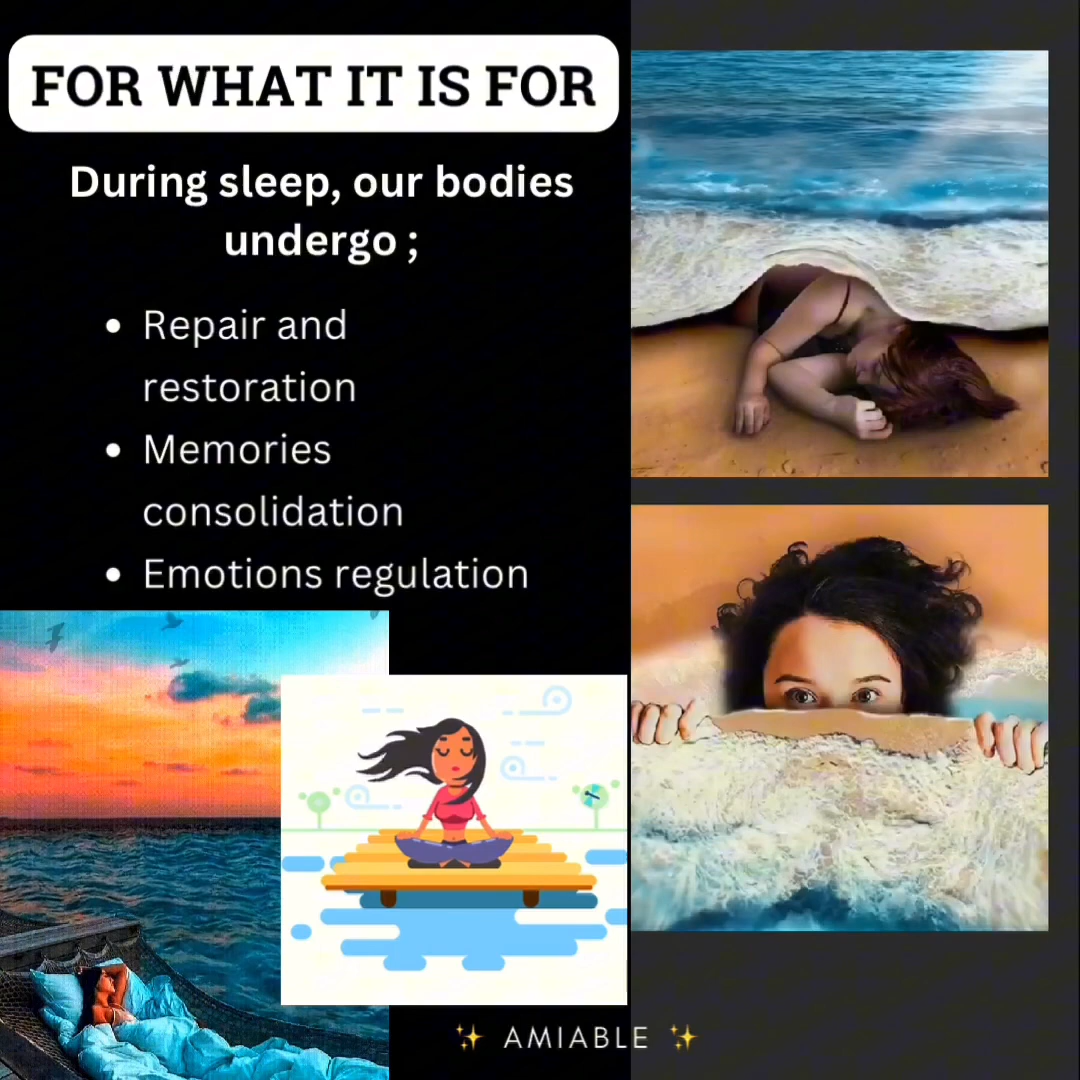 FOR WHAT IT IS FOR
During sleep, our bodies
undergo ;
• Repair and
restoration
• Memories
consolidation
• Emotions regulation
✨ AMIABLE ✨